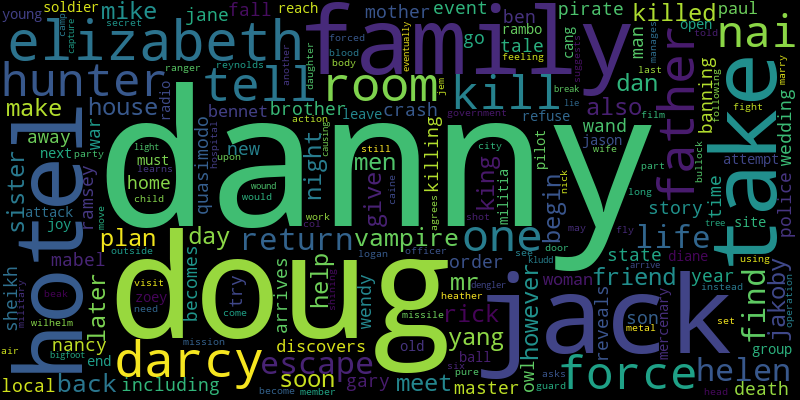 danny
doug
jack
family
hotel
take
elizabeth
hunter
tell
room
kill
nai
father
darcy
force
helen
one
life
escape
return
vampire
mike
jane
fall
reach
mother
event
ben
pirate
killed
paul
young
soldier
secret
camp
capture
rambo
go
tale
cang
man
open
told
last
manages
suggests
eventually
feeling
jem
blood
body
daughter
another
forced
reynolds
ranger
radio
make
house
bennet
brother
crash
leave
refuse
wand
dan
also
banning
following
marry
wedding
film
fight
lie
break
government
action
causing
killing
away
war
new
night
men
given
king
militia
pilot
jason
wife
part
bullock
attempt
police
next
party
must
light
learns
home
child
quasimodo
hospital
upon
wound
would
still
caine
agrees
shot
city
nick
long
story
time
site
tree
sister
attack
joy
ramsey
move
plan
day
work
col
officer
begin
may
fly
state
diane
using
sheikh
military
mabel
outside
becomes
arrives
help
shining
logan
mr
order
see
door
kludd
arrive
friend
woman
year
instead
find
jakoby
operation
later
visit
zoey
need
try
come
wendy
heather
missile
dengler
rick
yang
however
owl
reveals
son
metal
mercenary
set
group
air
wilhelm
beak
bigfoot
nancy
end
mission
discovers
old
ball
six
pure
asks
guard
local
back
including
soon
become
member
gary
meet
master
head
death